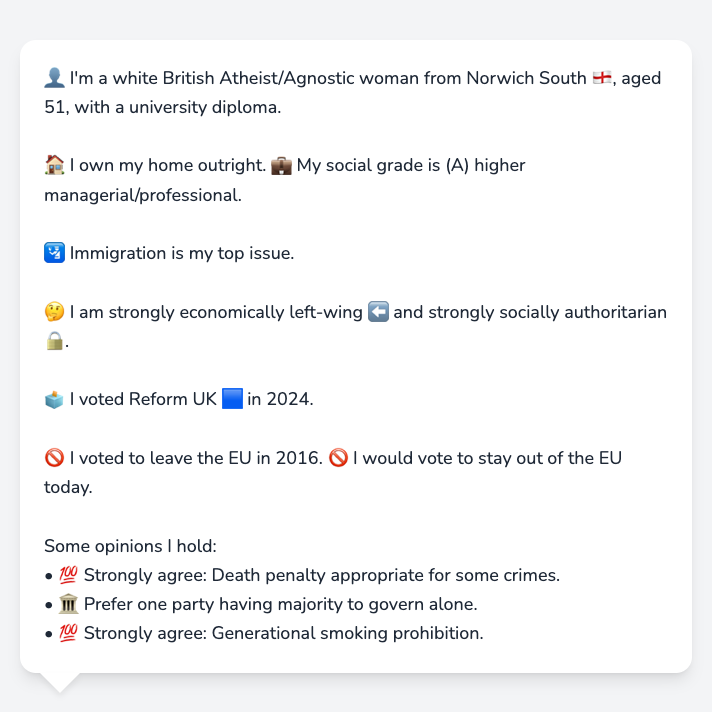 👤 I'm a white British Atheist/Agnostic woman from Norwich South 🏴󠁧󠁢󠁥󠁮󠁧󠁿, aged
51, with a university diploma.
🏠 I own my home outright. 💼 My social grade is (A) higher
managerial/professional.
🛂 Immigration is my top issue.
🤔 I am strongly economically left-wing ⬅️ and strongly socially authoritarian
🔒.
🗳️ I voted Reform UK 🟦 in 2024.
🚫 I voted to leave the EU in 2016. 🚫 I would vote to stay out of the EU
today.
Some opinions I hold:
• 💯 Strongly agree: Death penalty appropriate for some crimes.
• 🏛️ Prefer one party having majority to govern alone.
• 💯 Strongly agree: Generational smoking prohibition.